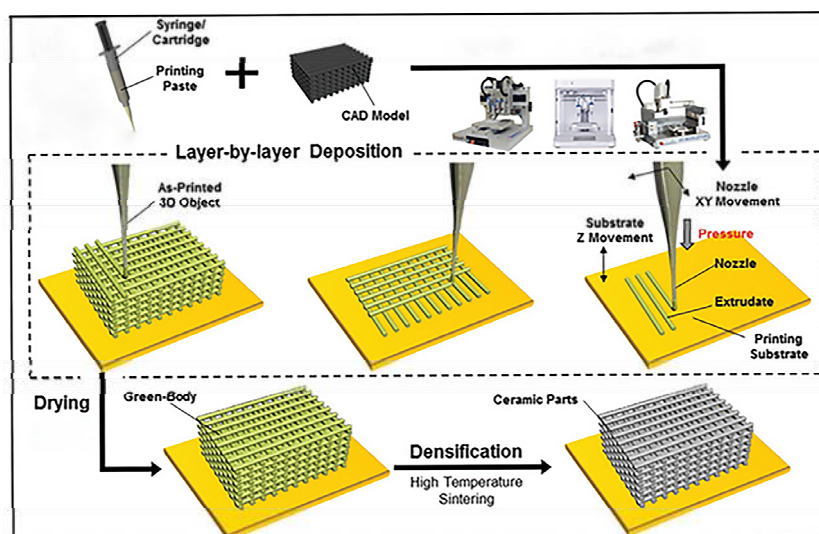 Syringe/
Cartridge
Printing
Paste
CAD Model
Layer-by-layer Deposition
As-Printed
3D Object
Nozzle
XY Movement
Substrate
Z Movement
Pressure
Nozzle
Extrudate
Printing
Substrate
Drying
Green-Body
Densification
High Temperature
Sintering
Ceramic Parts